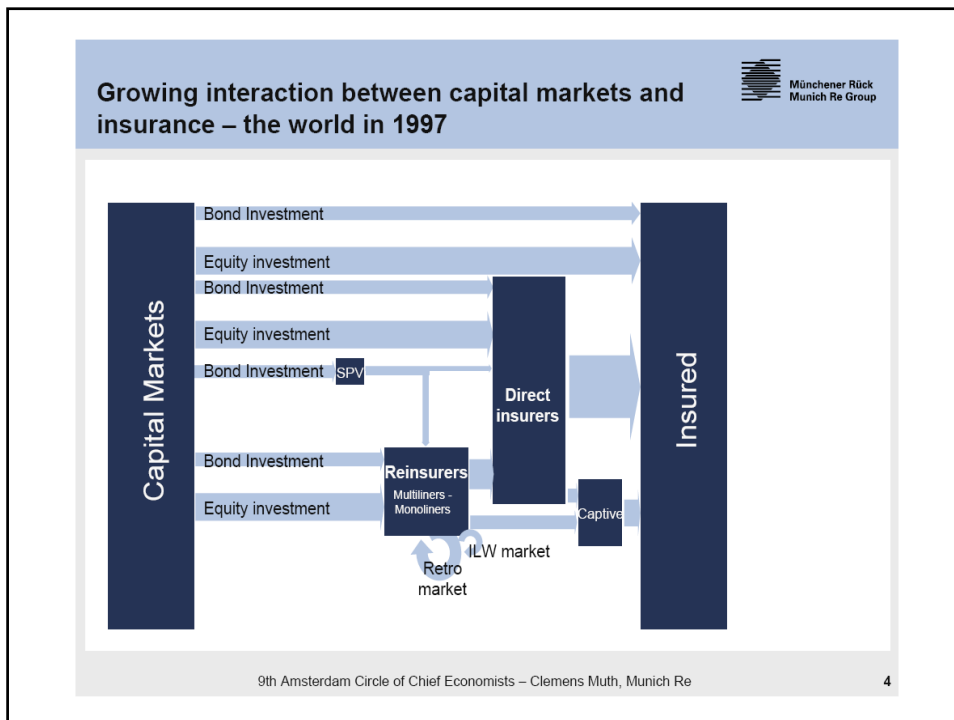 Growing interaction between capital markets and
insurance – the world in 1997
Münchener Rück
Munich Re Group
Capital Markets
Bond Investment
Equity investment
Bond Investment
Equity investment
Bond Investment
SPV
Direct
insurers
Insured
Bond Investment
Reinsurers
Multiliners -
Monoliners
Equity investment
Captive
ILW market
Retro
market
9th Amsterdam Circle of Chief Economists – Clemens Muth, Munich Re
4